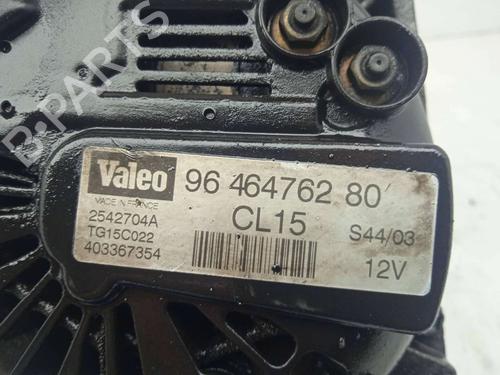 B-PARTS
Valeo
MADE IN FRANCE
2542704A
TG15C022
403367354
96 464762 80
CL15
S44/03
12V